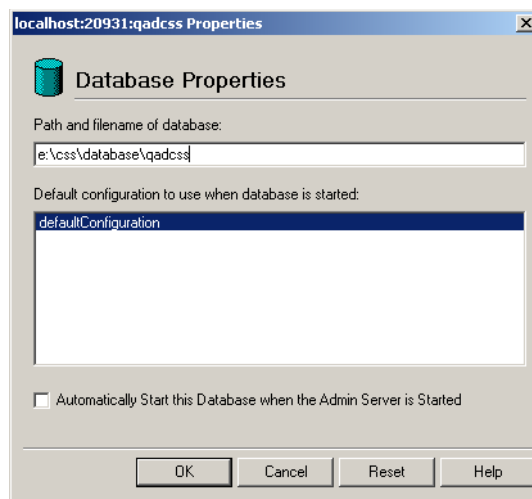 localhost:20931:qadcss Properties
Database Properties
Path and filename of database:
e:\css\database\qadcss
Default configuration to use when database is started:
defaultConfiguration
Automatically Start this Database when the Admin Server is Started
OK Cancel Reset Help